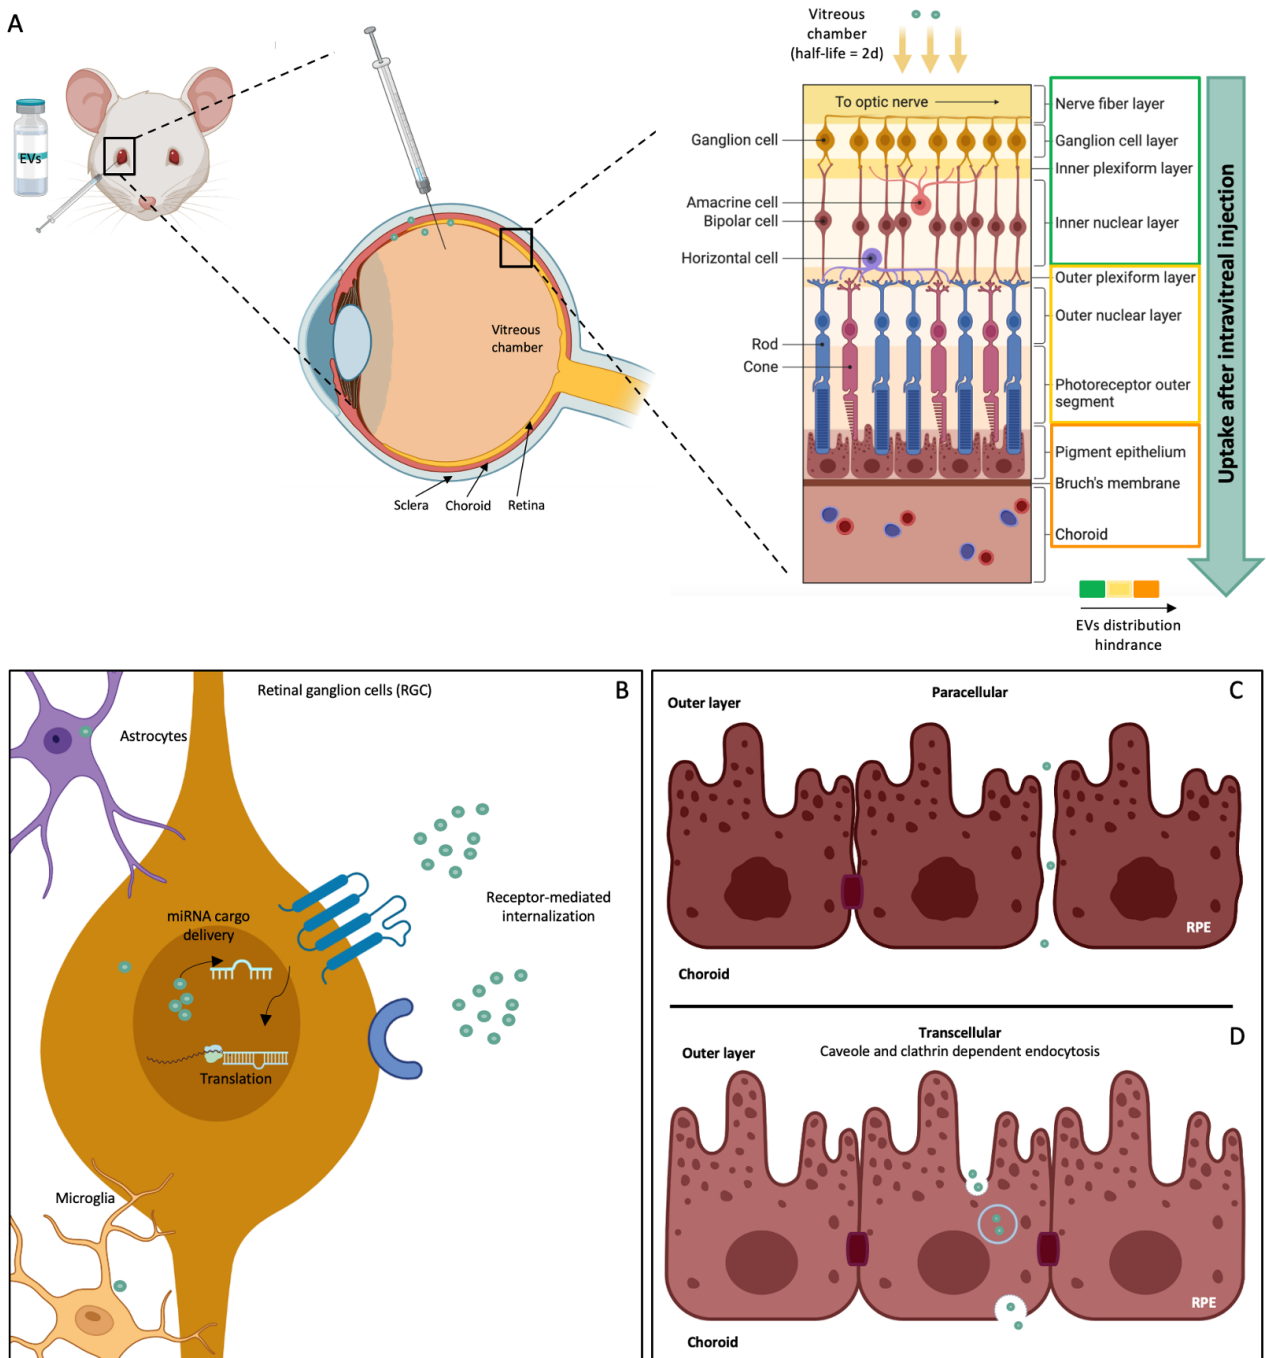 A
EVs
Vitreous
chamber
Sclera
Choroid
Retina
Vitreous
chamber
(half-life = 2d)
To optic nerve
Ganglion cell
Amacrine cell
Bipolar cell
Horizontal cell
Rod
Cone
Nerve fiber layer
Ganglion cell layer
Inner plexiform layer
Inner nuclear layer
Outer plexiform layer
Outer nuclear layer
Photoreceptor outer
segment
Pigment epithelium
Bruch's membrane
Choroid
Uptake after intravitreal injection
EVs distribution
hindrance
B
Retinal ganglion cells (RGC)
Astrocytes
Receptor-mediated
internalization
miRNA cargo
delivery
Translation
Microglia
C
Paracellular
Outer layer
RPE
Choroid
D
Transcellular
Caveole and clathrin dependent endocytosis
Outer layer
RPE
Choroid